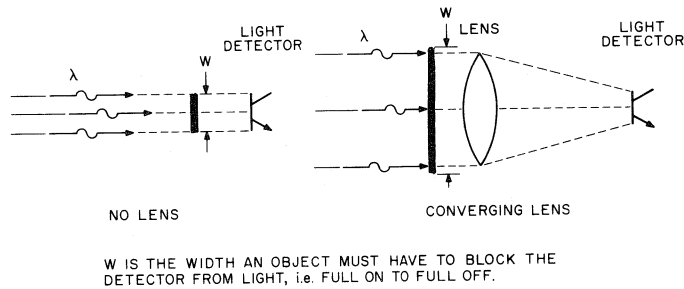 LIGHT
DETECTOR
W
λ
NO LENS
W
LENS
LIGHT
DETECTOR
λ
CONVERGING LENS
W IS THE WIDTH AN OBJECT MUST HAVE TO BLOCK THE
DETECTOR FROM LIGHT, i.e. FULL ON TO FULL OFF.